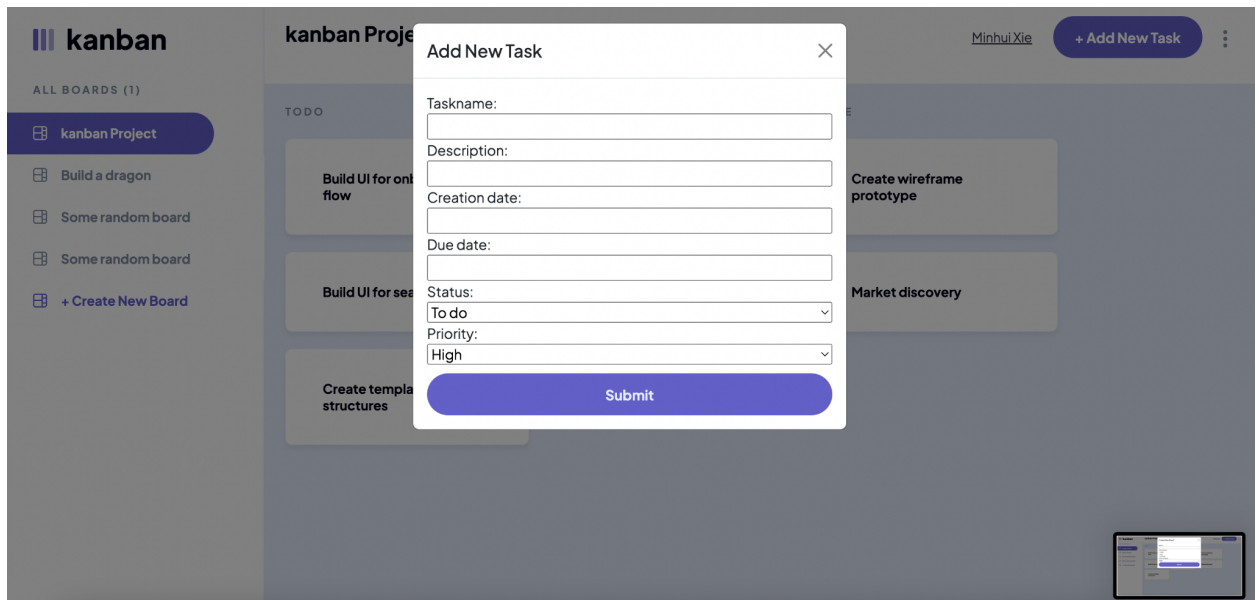 kanban
ALL BOARDS (1)
kanban Project
Build a dragon
Some random board
Some random board
+ Create New Board
kanban Proje
Minhui Xie
+ Add New Task
TODO
Build UI for onb
flow
Build UI for sea
Create templa
structures
Add New Task
Taskname:
Description:
Creation date:
Due date:
Status:
To do
Priority:
High
Submit
E
Create wireframe
prototype
Market discovery